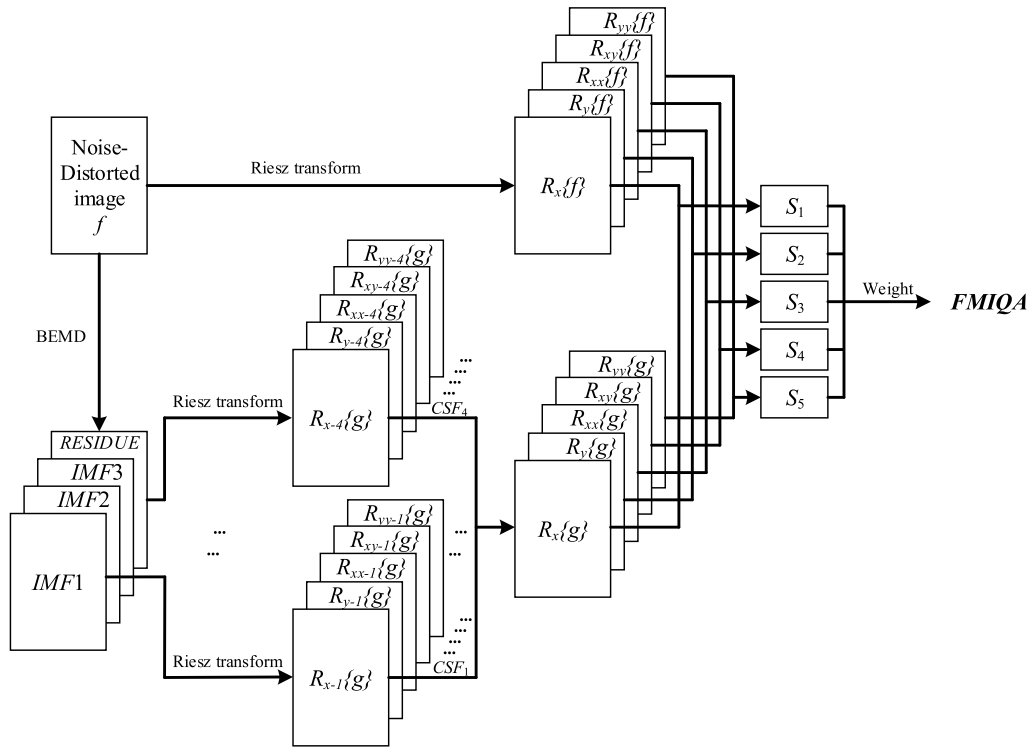 R_yy{f}
R_xy{f}
R_xx{f}
R_y{f}
R_x{f}
Noise-
Distorted
image
f
Riesz transform
S_1
S_2
S_3
S_4
S_5
Weight
FMIQA
BEMD
R_yy-4{g}
R_xy-4{g}
R_xx-4{g}
R_y-4{g}
R_x-4{g}
...
...
...
...
CSF_4
Riesz transform
RESIDUE
IMF3
IMF2
IMF1
...
...
R_yy{g}
R_xy{g}
R_xx{g}
R_y{g}
R_x{g}
R_yy-1{g}
R_xy-1{g}
R_xx-1{g}
R_y-1{g}
R_x-1{g}
...
...
...
...
...
...
CSF_1
Riesz transform